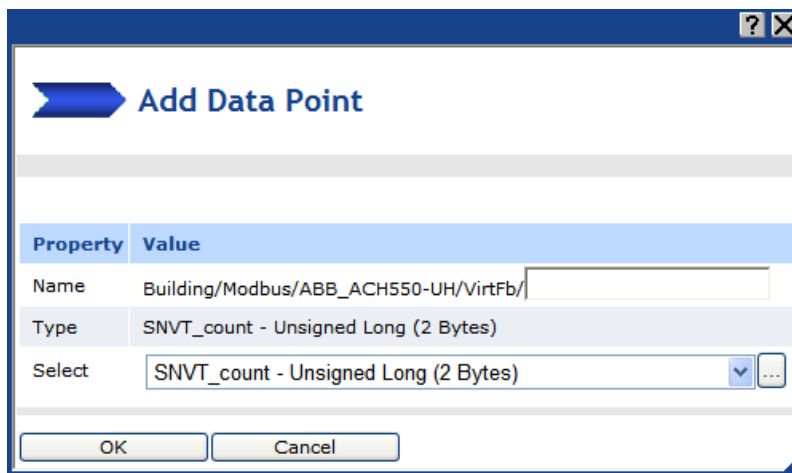 ?
Add Data Point
Property Value
Name Building/Modbus/ABB_ACH550-UH/VirtFb/
Type SNVT_count - Unsigned Long (2 Bytes)
Select SNVT_count - Unsigned Long (2 Bytes) ...
OK Cancel